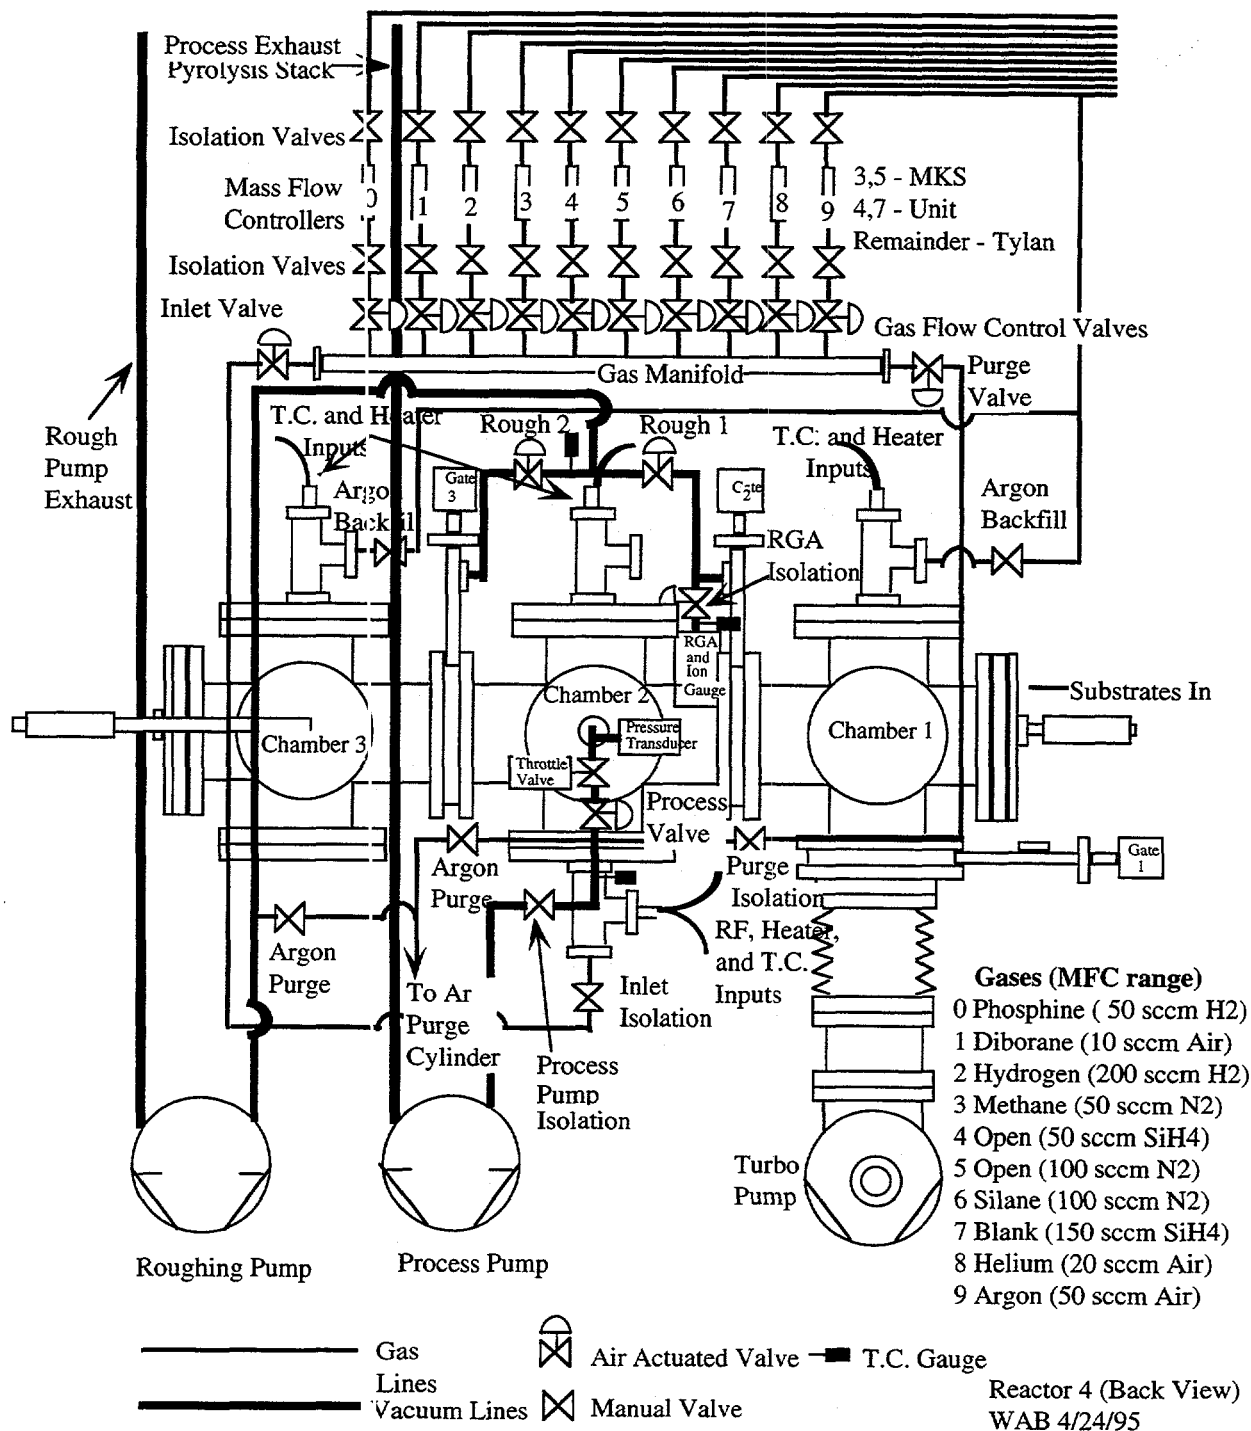 Process Exhaust
Pyrolysis Stack
Isolation Valves
Mass Flow
Controllers
0
1
2
3
4
5
6
7
8
9
3,5 - MKS
4,7 - Unit
Remainder - Tylan
Isolation Valves
Inlet Valve
Gas Flow Control Valves
Gas Manifold
Purge
Valve
Rough
Pump
Exhaust
T.C. and Heater
Inputs
Rough 2
Rough 1
T.C. and Heater
Inputs
Argon
Backfill
Gate
3
Gate
2
Argon
Backfill
RGA
Isolation
RGA
and
Ion
Gauge
Substrates In
Chamber 3
Chamber 2
Chamber 1
Pressure
Transducer
Throttle
Valve
Process
Valve
Argon
Purge
Purge
Isolation
Gate
1
Argon
Purge
RF, Heater,
and T.C.
Inputs
To Ar
Purge
Cylinder
Inlet
Isolation
Process
Pump
Isolation
Gases (MFC range)
0 Phosphine ( 50 sccm H2)
1 Diborane (10 sccm Air)
2 Hydrogen (200 sccm H2)
3 Methane (50 sccm N2)
4 Open (50 sccm SiH4)
5 Open (100 sccm N2)
6 Silane (100 sccm N2)
7 Blank (150 sccm SiH4)
8 Helium (20 sccm Air)
9 Argon (50 sccm Air)
Turbo
Pump
Roughing Pump
Process Pump
Gas
Lines
Vacuum Lines
Air Actuated Valve
T.C. Gauge
Manual Valve
Reactor 4 (Back View)
WAB 4/24/95